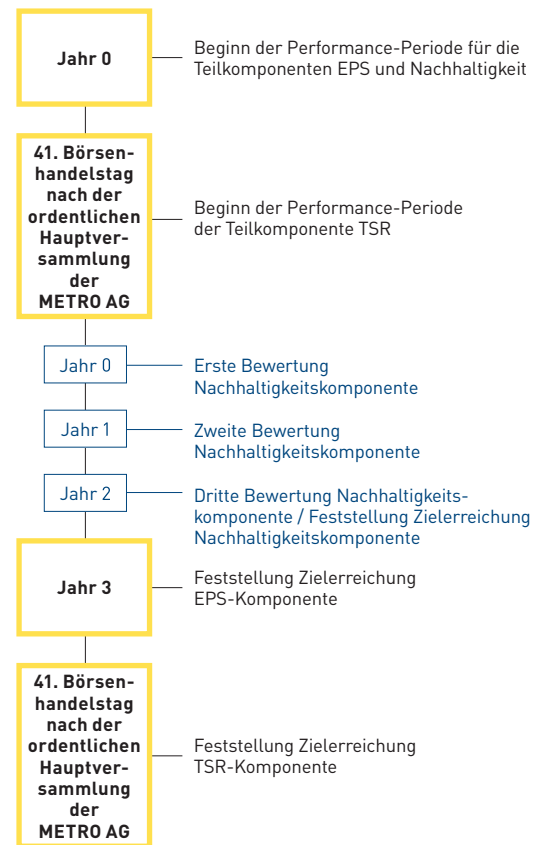 Jahr 0
Beginn der Performance-Periode für die
Teilkomponenten EPS und Nachhaltigkeit
41. Börsen-
handelstag
nach der
ordentlichen
Hauptver-
sammlung
der
METRO AG
Beginn der Performance-Periode
der Teilkomponente TSR
Jahr 0
Erste Bewertung
Nachhaltigkeitskomponente
Jahr 1
Zweite Bewertung
Nachhaltigkeitskomponente
Jahr 2
Dritte Bewertung Nachhaltigkeits-
komponente / Feststellung Zielerreichung
Nachhaltigkeitskomponente
Jahr 3
Feststellung Zielerreichung
EPS-Komponente
41. Börsen-
handelstag
nach der
ordentlichen
Hauptver-
sammlung
der
METRO AG
Feststellung Zielerreichung
TSR-Komponente